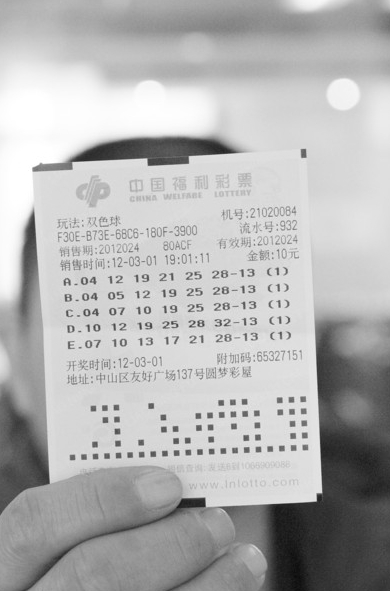 中国福利彩票
CHINA WELFARE LOTTERY
玩法:双色球 机号:21020084
F30E-B73E-68C6-180F-3900 流水号:932
销售期:2012024 80ACF 有效期:2012024
销售时间:12-03-01 19:01:11 金额:10元
A.04 12 19 21 25 28-13 (1)
B.04 05 12 19 25 28-13 (1)
C.04 07 10 19 25 28-13 (1)
D.10 12 19 25 28 32-13 (1)
E.07 10 13 17 21 28-13 (1)
开奖时间:12-03-01 附加码:65327151
地址:中山区友好广场137号圆梦彩屋
www.lnlotto.com